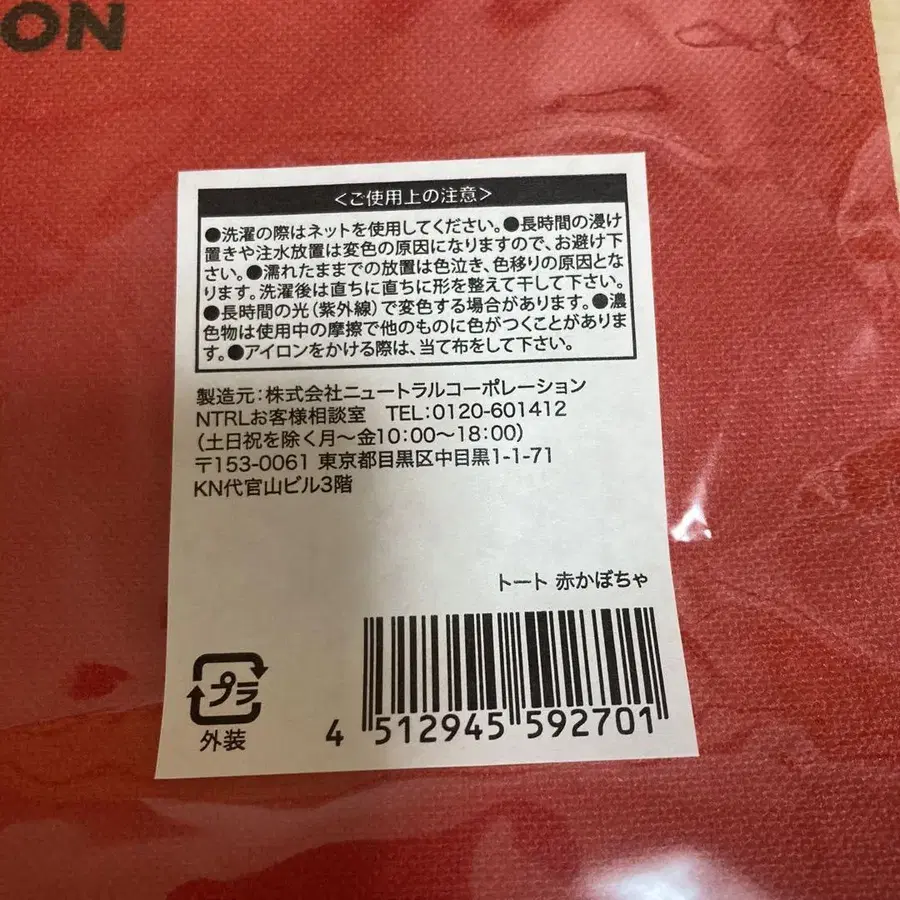 ON
<ご使用上の注意>
●洗濯の際はネットを使用してください。●長時間の浸け
置きや注水放置は変色の原因になりますので、お避け下
さい。●濡れたままでの放置は色泣き、色移りの原因とな
ります。洗濯後は直ちに直ちに形を整えて干して下さい。
●長時間の光(紫外線)で変色する場合があります。●濃
色物は使用中の摩擦で他のものに色がつくことがありま
す。●アイロンをかける際は、当て布をして下さい。
製造元:株式会社ニュートラルコーポレーション
NTRLお客様相談室 TEL:0120-601412
(土日祝を除く月～金10:00～18:00)
〒153-0061 東京都目黒区中目黒1-1-71
KN代官山ビル3階
トート 赤かぼちゃ
プラ
外装
4 512945 592701